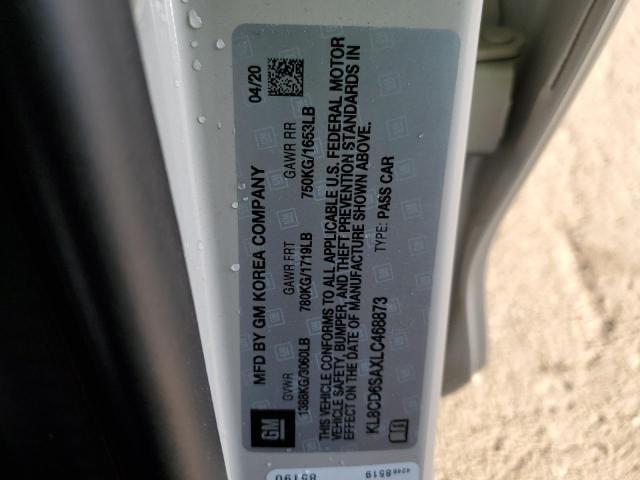 GM
MFD BY GM KOREA COMPANY
04/20
GVWR GAWR FRT GAWR RR
1388KG/3060LB 780KG/1719LB 750KG/1653LB
THIS VEHICLE CONFORMS TO ALL APPLICABLE U.S. FEDERAL MOTOR
VEHICLE SAFETY, BUMPER, AND THEFT PREVENTION STANDARDS IN
EFFECT ON THE DATE OF MANUFACTURE SHOWN ABOVE.
KL8CD6SAXLC468873 TYPE: PASS CAR
42468519
85190